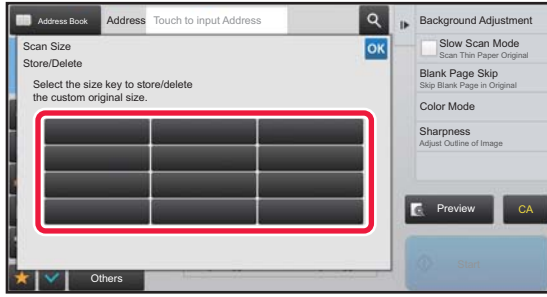 Address Book
Address
Touch to input Address
Scan Size
Store/Delete
OK
Select the size key to store/delete
the custom original size.
Others
Background Adjustment
Slow Scan Mode
Scan Thin Paper Original
Blank Page Skip
Skip Blank Page in Original
Color Mode
Sharpness
Adjust Outline of Image
Preview
CA
Start